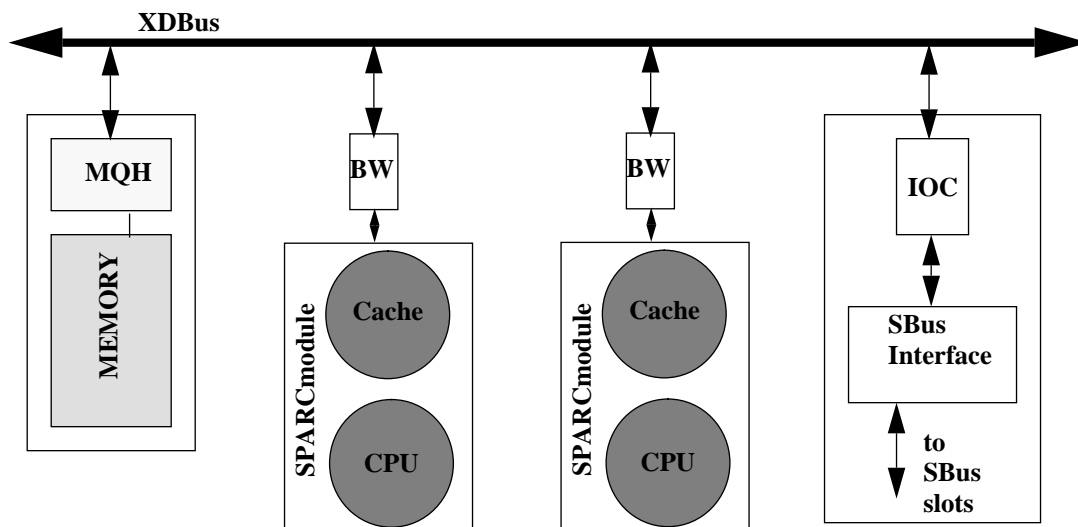 XDBus
MQH
MEMORY
BW
SPARCmodule
Cache
CPU
BW
SPARCmodule
Cache
CPU
IOC
SBus
Interface
to
SBus
slots